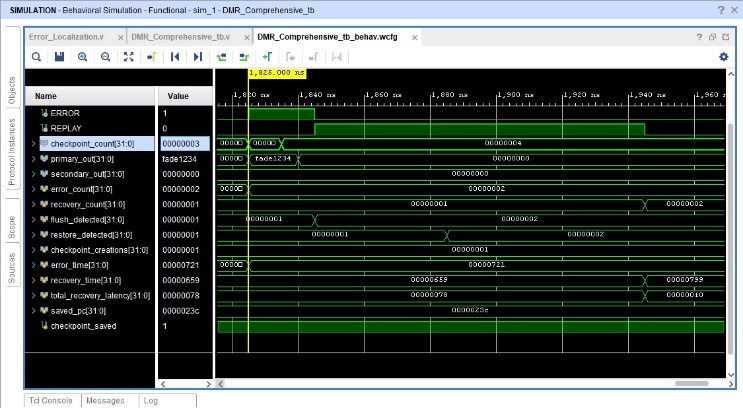 SIMULATION - Behavioral Simulation - Functional - sim_1 - DMR_Comprehensive_tb ? ×
Error_Localization.v × DMR_Comprehensive_tb.v × DMR_Comprehensive_tb_behav.wcfg ×
Objects
Protocol Instances
Scope
Sources
1,825.000 ns
Name Value
1,820 ns 1,840 ns 1,860 ns 1,880 ns 1,900 ns 1,920 ns 1,940 ns 1,960 ns
ERROR 1
REPLAY 0
checkpoint_count[31:0] 00000003 00000004
primary_out[31:0] fade1234 fade1234 00000000
secondary_out[31:0] 00000000 00000000
error_count[31:0] 00000002 00000002
recovery_count[31:0] 00000001 00000001 00000002
flush_detected[31:0] 00000001 00000001 00000002
restore_detected[31:0] 00000001 00000001 00000002
checkpoint_creations[31:0] 00000001 00000001
error_time[31:0] 00000721 00000721
recovery_time[31:0] 00000659 00000659 00000799
total_recovery_latency[31:0] 00000078 00000078 000000f0
saved_pc[31:0] 0000023c 0000023c
checkpoint_saved 1
Tcl Console Messages Log